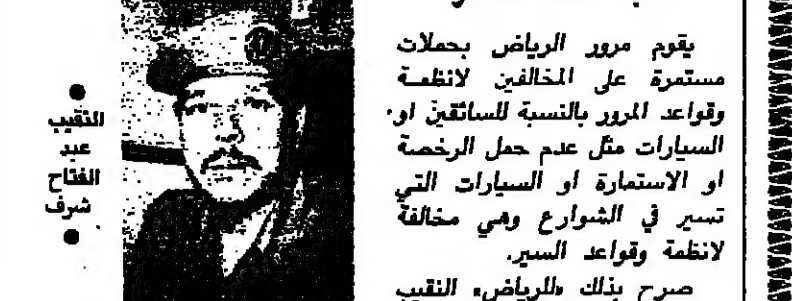 يقوم مرور الرياض بحملات
مستمرة على المخالفين لانظمة
وقواعد المرور بالنسبة للسائقين او
السيارات مثل عدم حمل الرخصة
او الاستمارة او السيارات التي
تسير في الشوارع وهي مخالفة
لانظمة وقواعد السير.
صرح بذلك «للرياض» النقيب
● النقيب
عبد
الفتاح
شرف ●